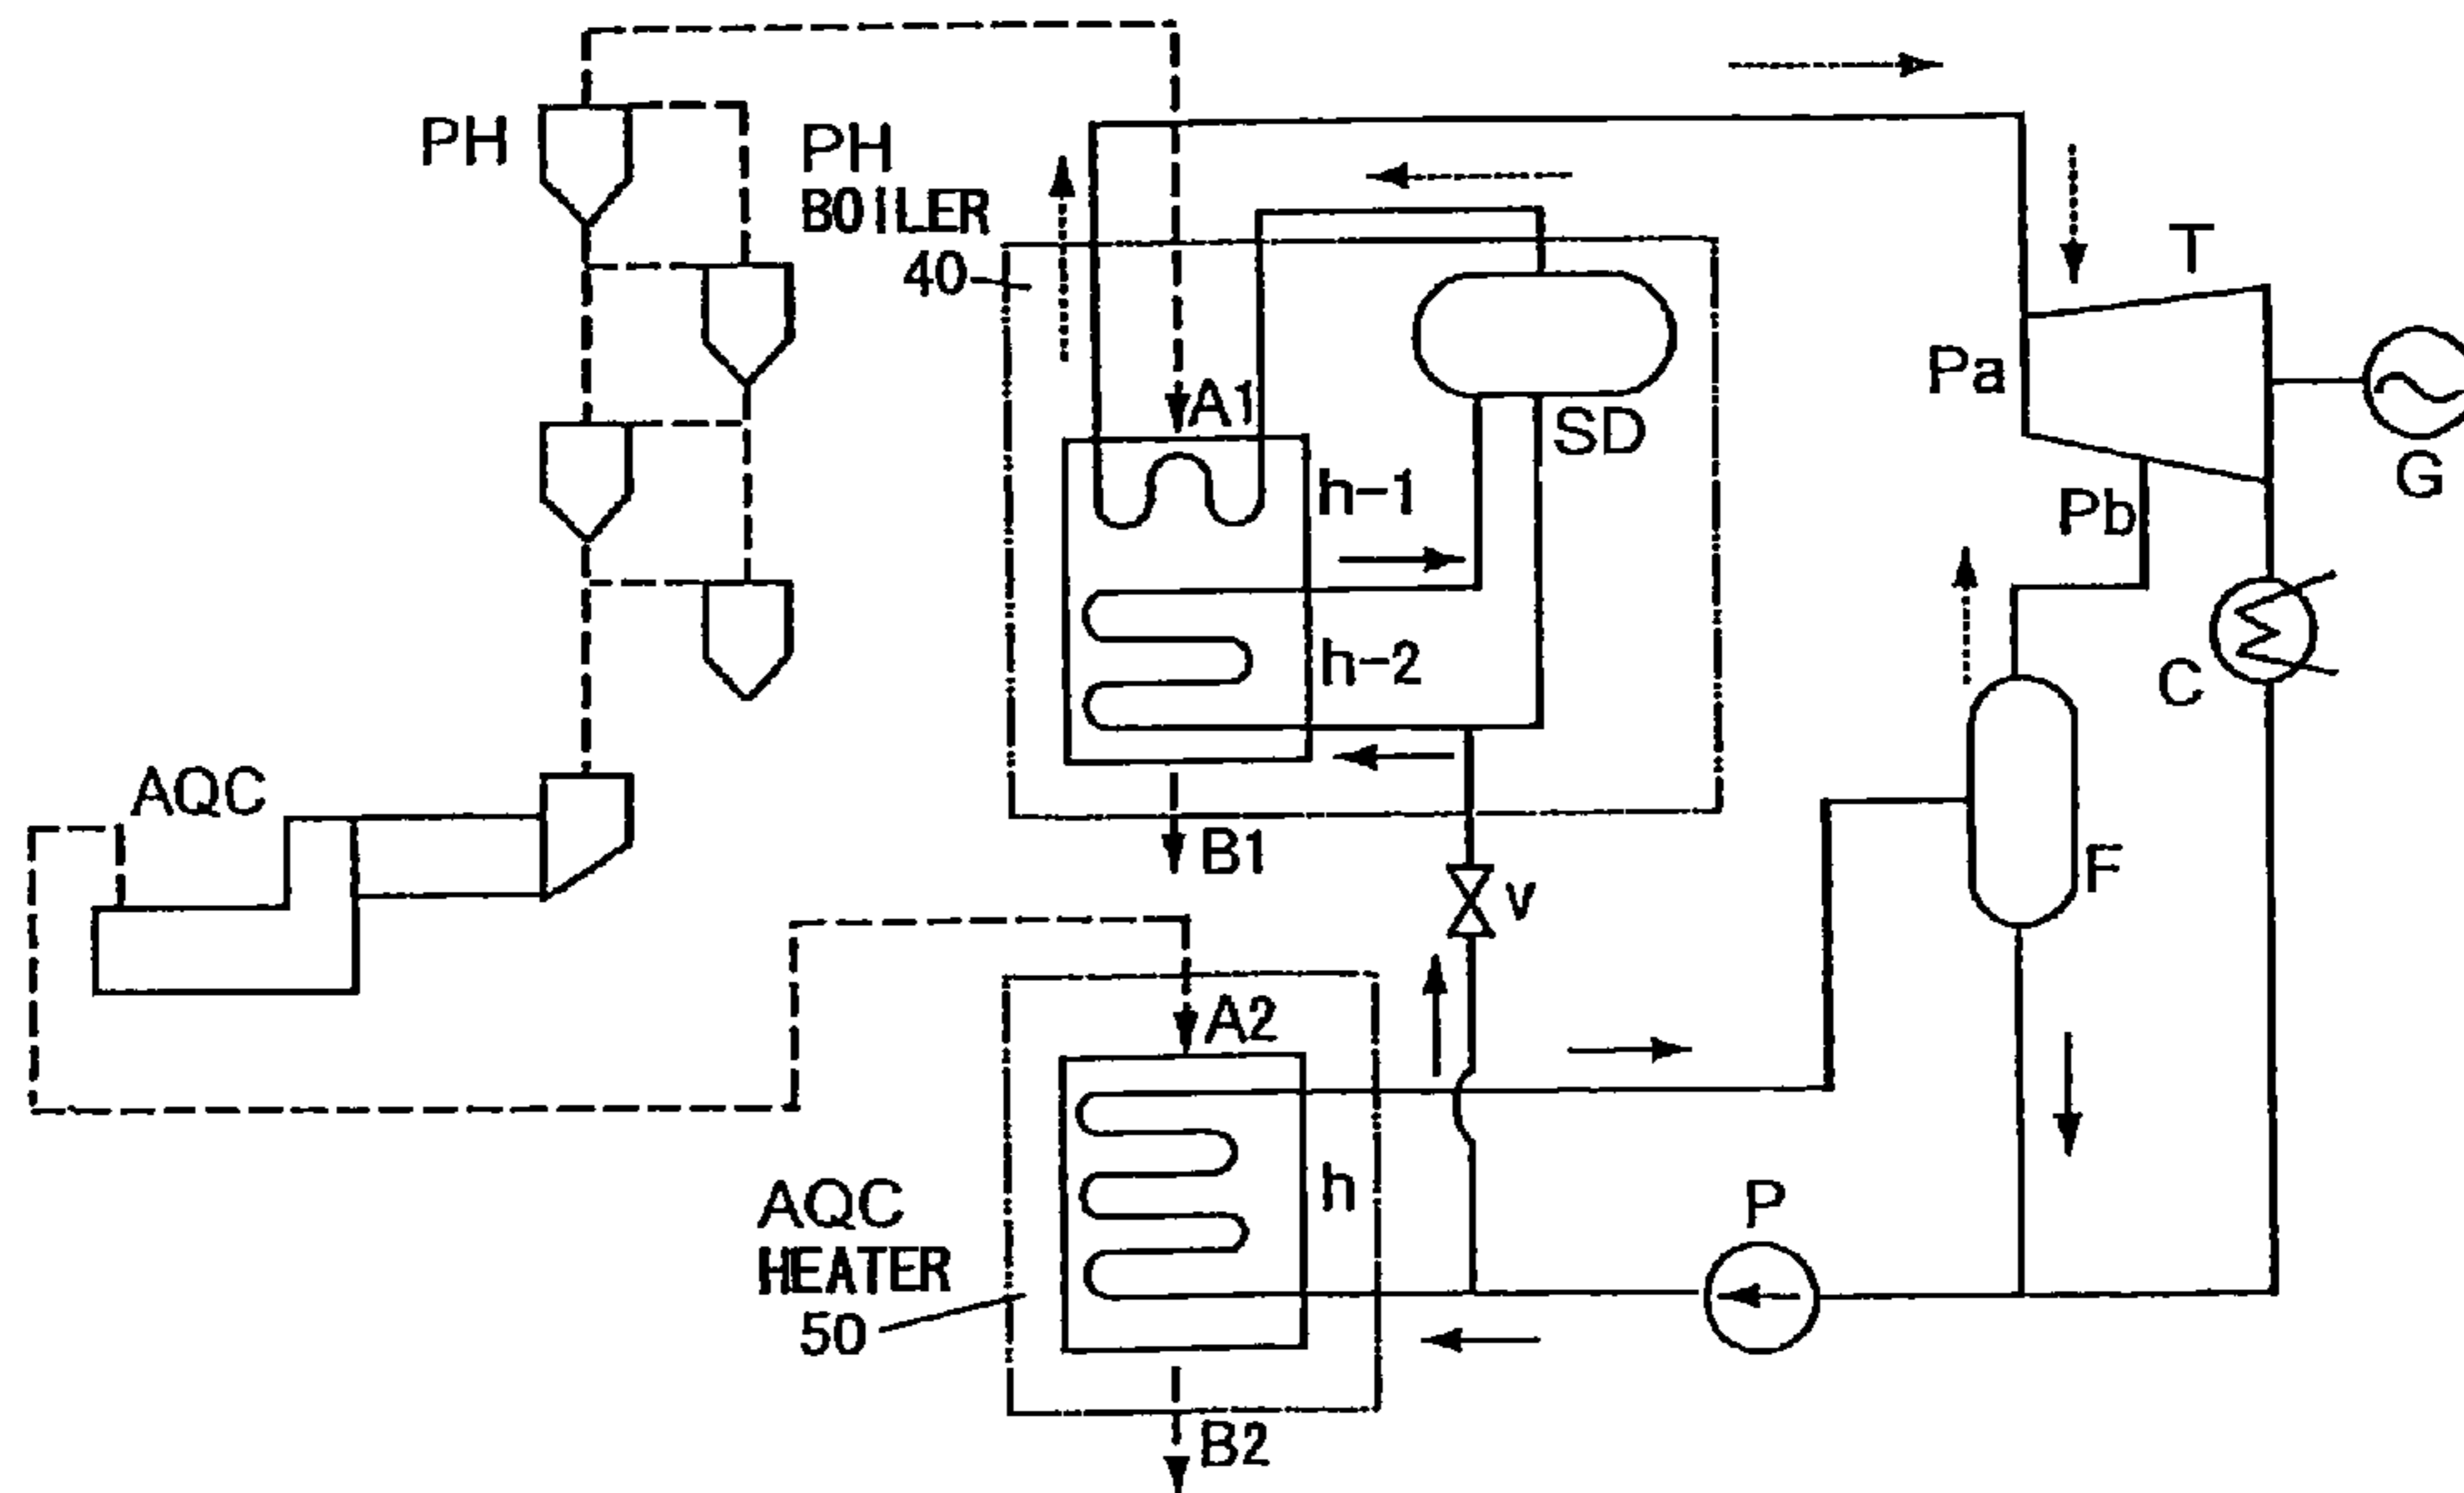 PH
PH
BOILER
40
T
Pa
A1
SD
G
h-1
Pb
h-2
C
AQC
B1
F
v
A2
AQC
HEATER
50
h
P
B2